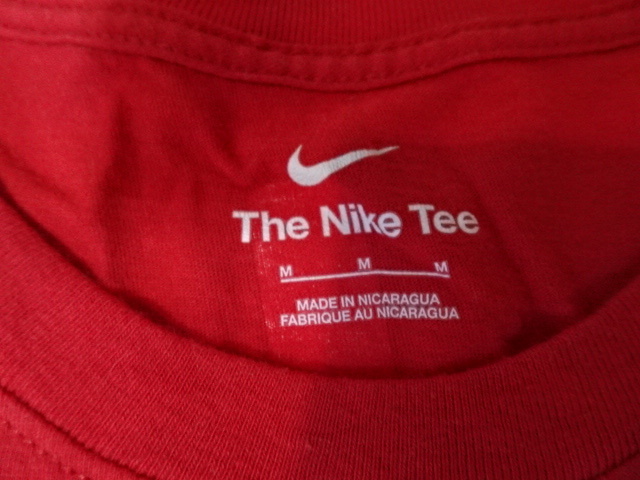 The Nike Tee
M M M
MADE IN NICARAGUA
FABRIQUE AU NICARAGUA